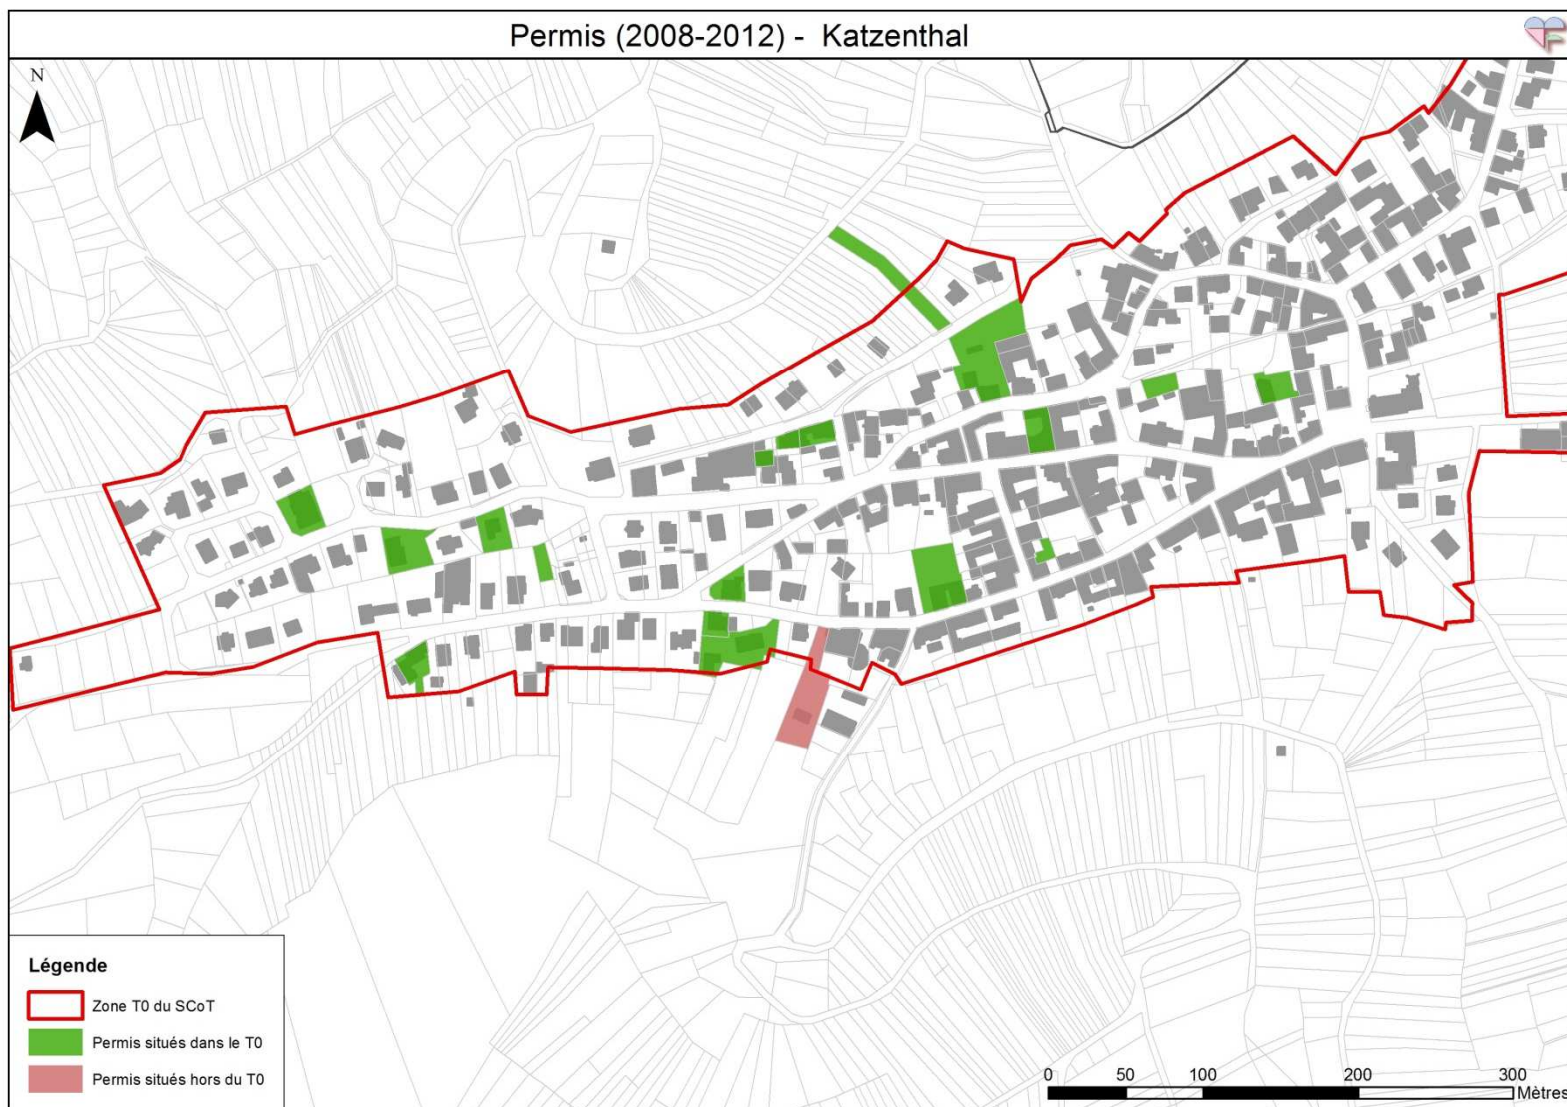 Permis (2008-2012) - Katzenthal
N
Légende
Zone T0 du SCoT
Permis situés dans le T0
Permis situés hors du T0
0 50 100 200 300
Mètres